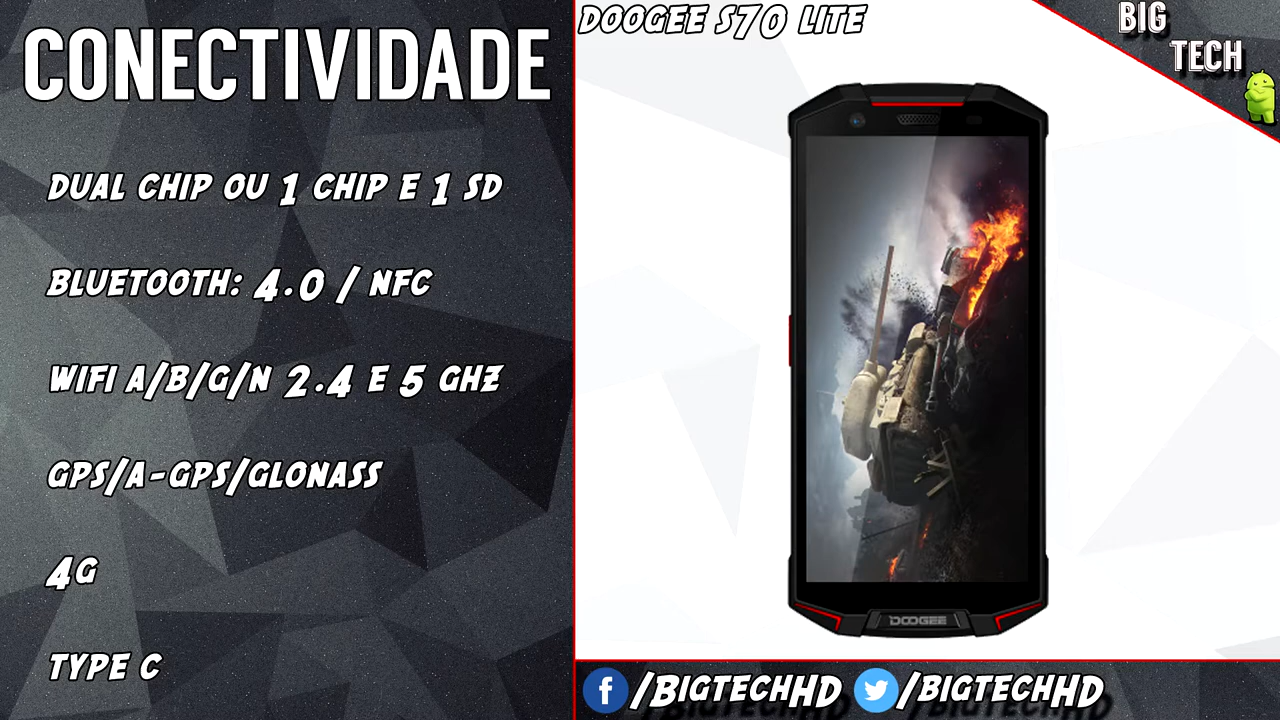 CONECTIVIDADE
DUAL CHIP OU 1 CHIP E 1 SD
BLUETOOTH: 4.0 / NFC
WIFI A/B/G/N 2.4 E 5 GHZ
GPS/A-GPS/GLONASS
4G
TYPE C
DOOGEE S70 LITE
BIG
TECH
DOOGEE
f /BIGTECHHD /BIGTECHHD